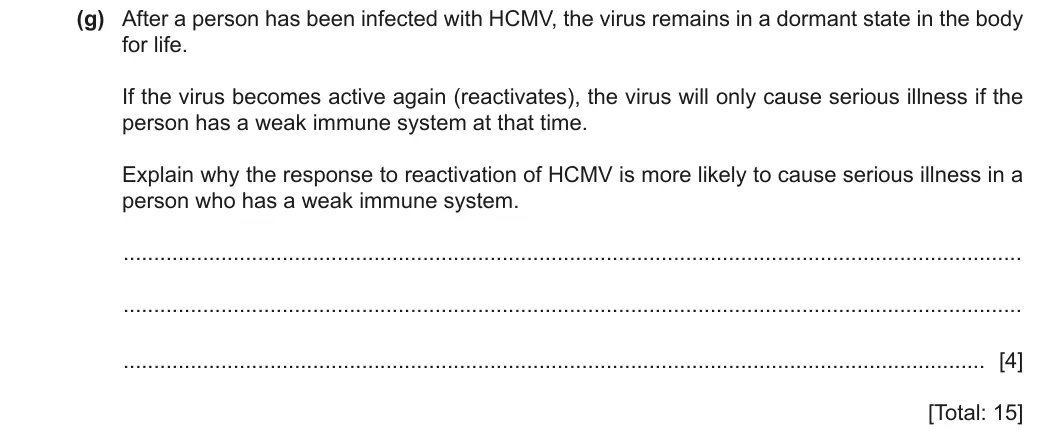 (g) After a person has been infected with HCMV, the virus remains in a dormant state in the body
for life.
If the virus becomes active again (reactivates), the virus will only cause serious illness if the
person has a weak immune system at that time.
Explain why the response to reactivation of HCMV is more likely to cause serious illness in a
person who has a weak immune system.
....................................................................................................................................................
....................................................................................................................................................
.............................................................................................................................................. [4]
[Total: 15]